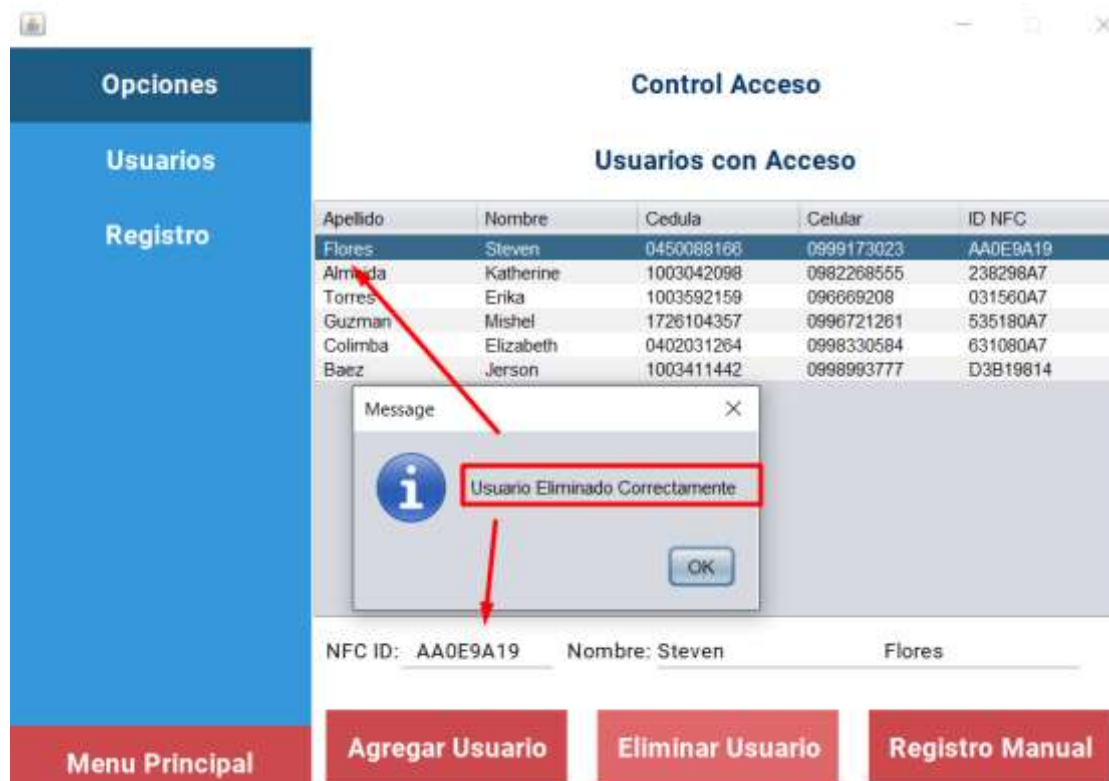 Opciones
Usuarios
Registro
Menu Principal
Control Acceso
Usuarios con Acceso
Apellido Nombre Cedula Celular ID NFC
Flores Steven 0450088166 0999173023 AA0E9A19
Almeida Katherine 1003042098 0982268555 238298A7
Torres Erika 1003592159 096669208 031560A7
Guzman Mishel 1726104357 0996721261 535180A7
Colimba Elizabeth 0402031264 0998330584 631080A7
Baez Jerson 1003411442 0998993777 D3B19814
Message
Usuario Eliminado Correctamente
OK
NFC ID: AA0E9A19 Nombre: Steven Flores
Agregar Usuario Eliminar Usuario Registro Manual